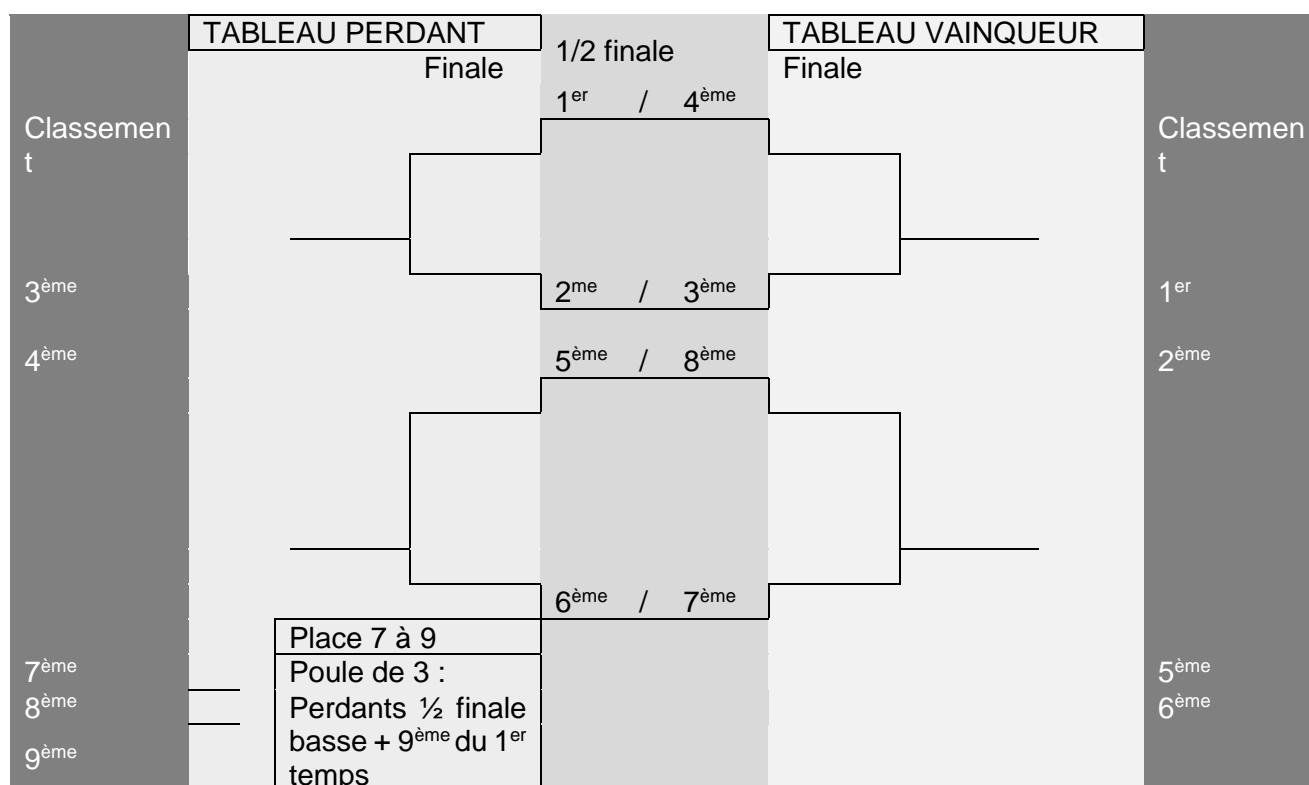 TABLEAU PERDANT
1/2 finale
TABLEAU VAINQUEUR
Finale
Finale
1er / 4ème
Classemen
t
Classemen
t
3ème
2me / 3ème
1er
4ème
5ème / 8ème
2ème
6ème / 7ème
Place 7 à 9
7ème
Poule de 3 :
5ème
8ème
Perdants ½ finale
6ème
basse + 9ème du 1er
9ème
temps